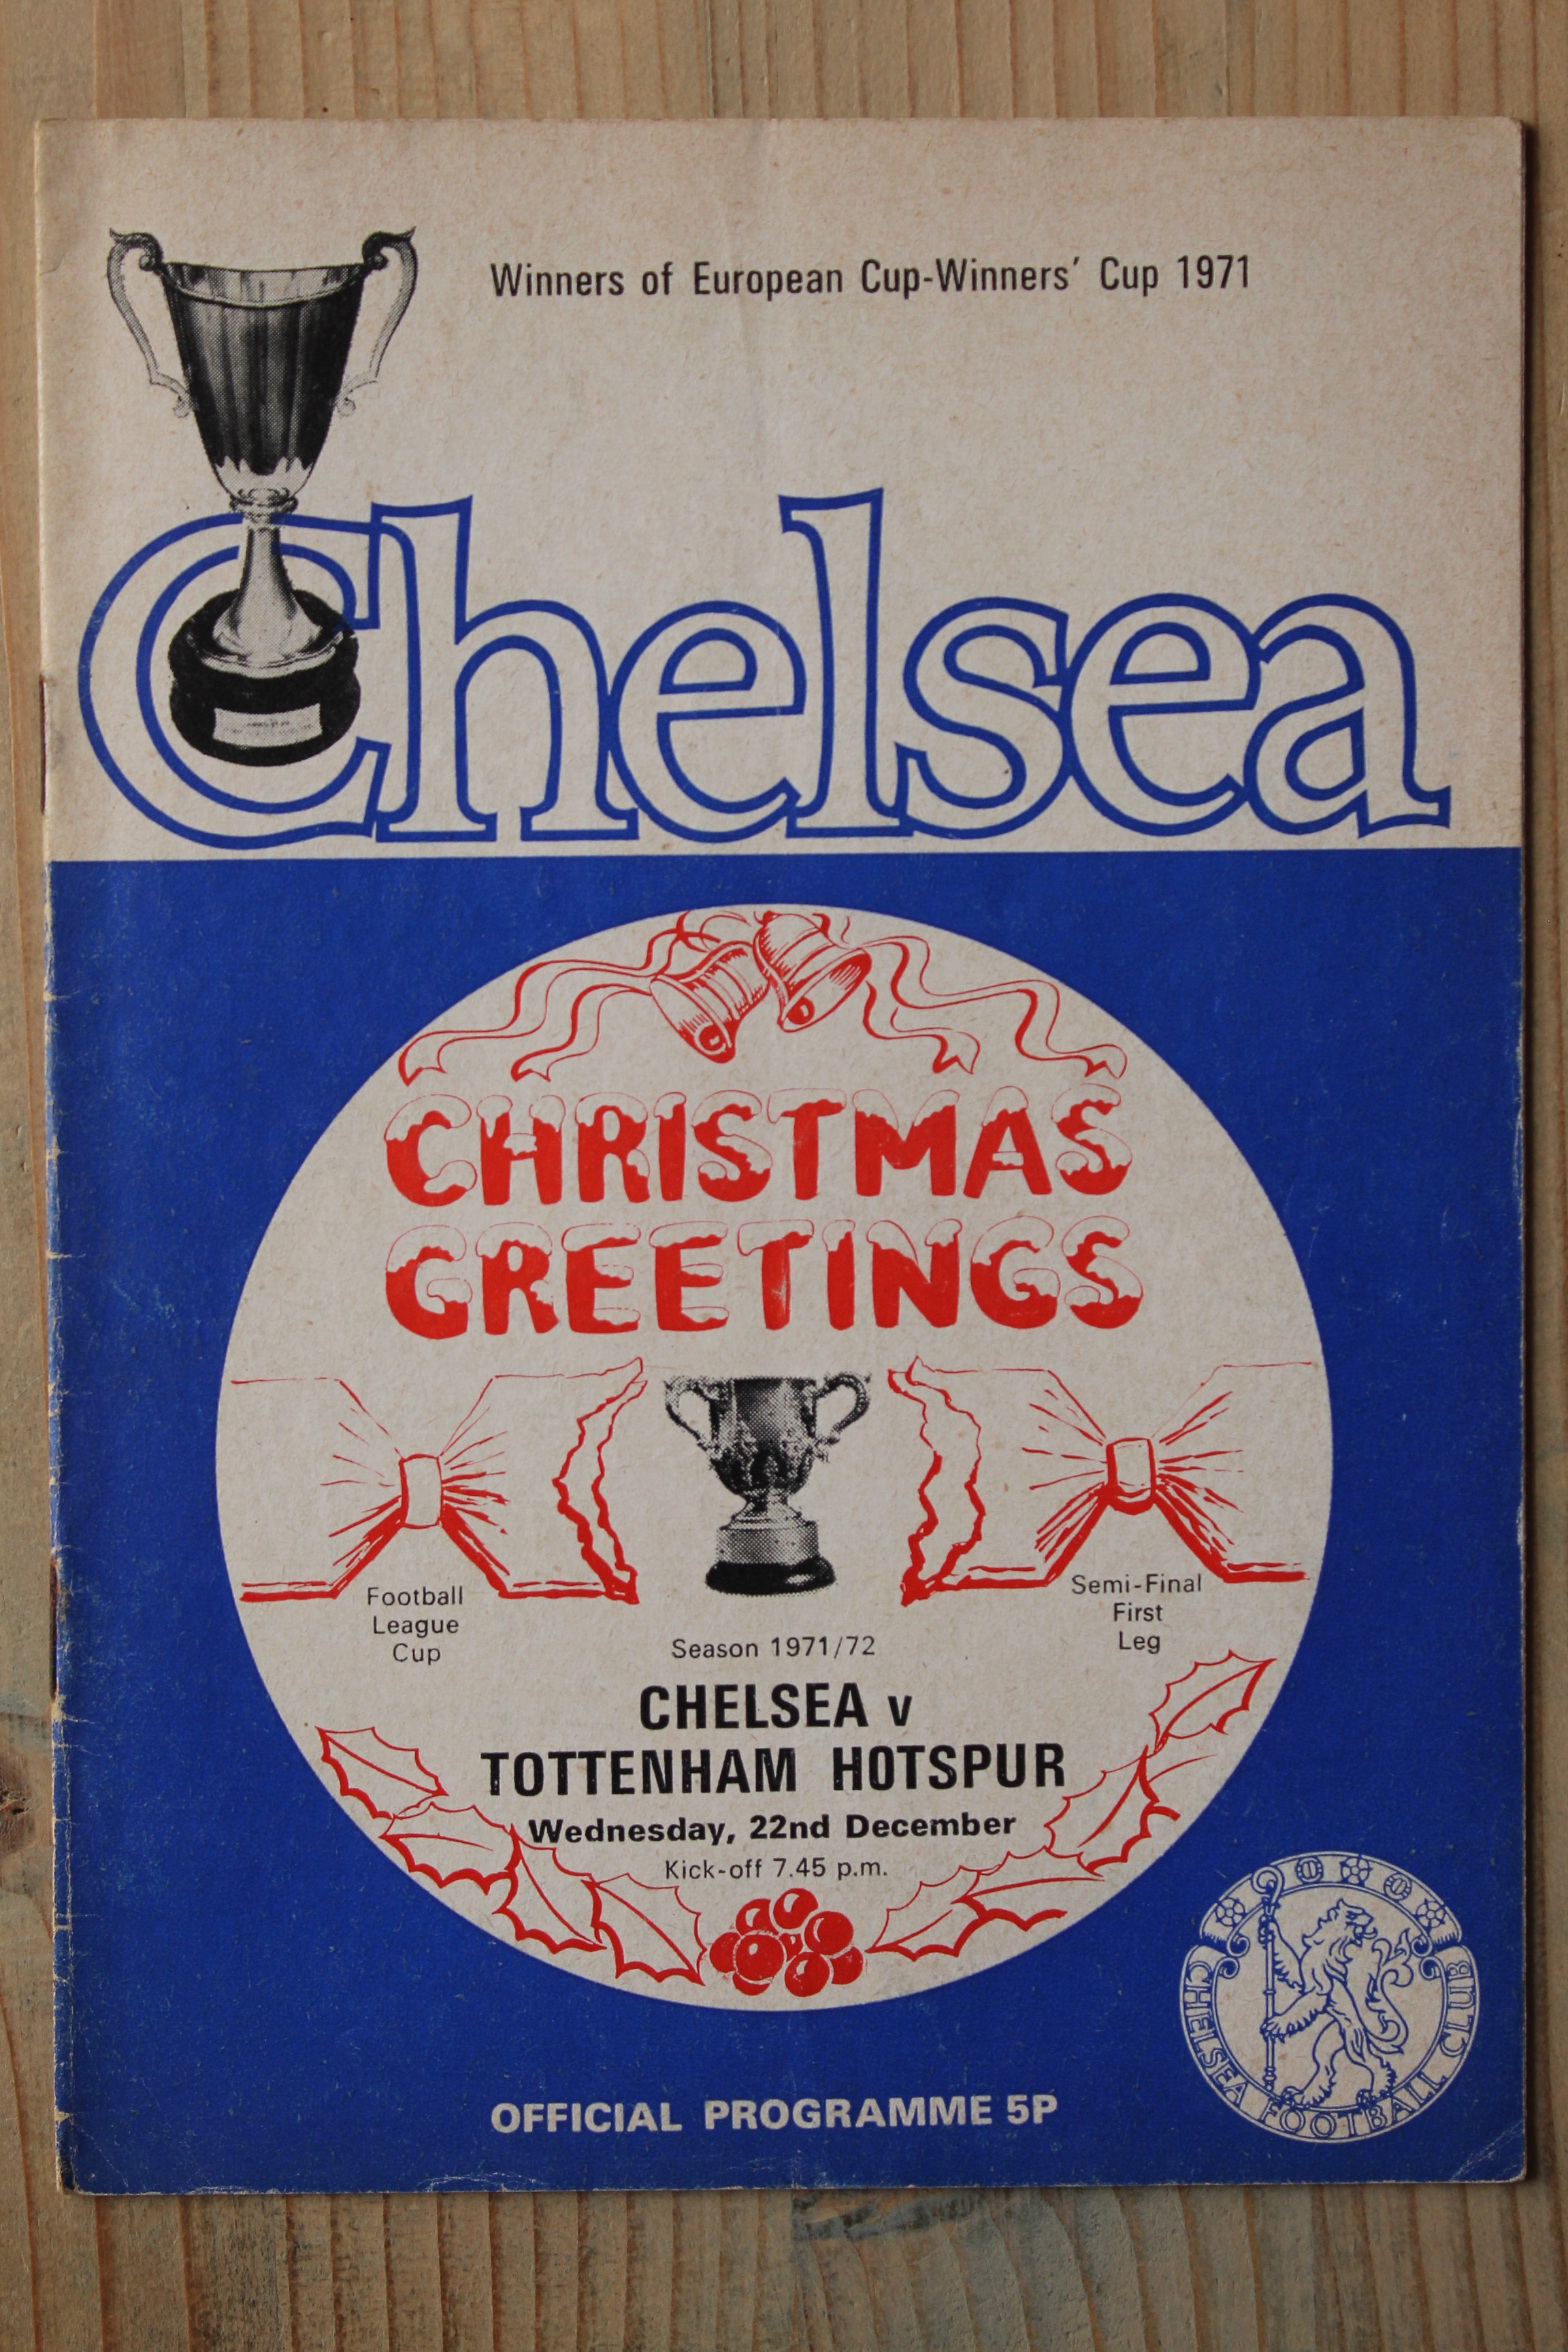 Winners of European Cup-Winners' Cup 1971
Chelsea
CHRISTMAS
GREETINGS
Football
League
Cup
Semi-Final
First
Leg
Season 1971/72
CHELSEA v
TOTTENHAM HOTSPUR
Wednesday, 22nd December
Kick-off 7.45 p.m.
CHELSEA FOOTBALL CLUB
OFFICIAL PROGRAMME 5P